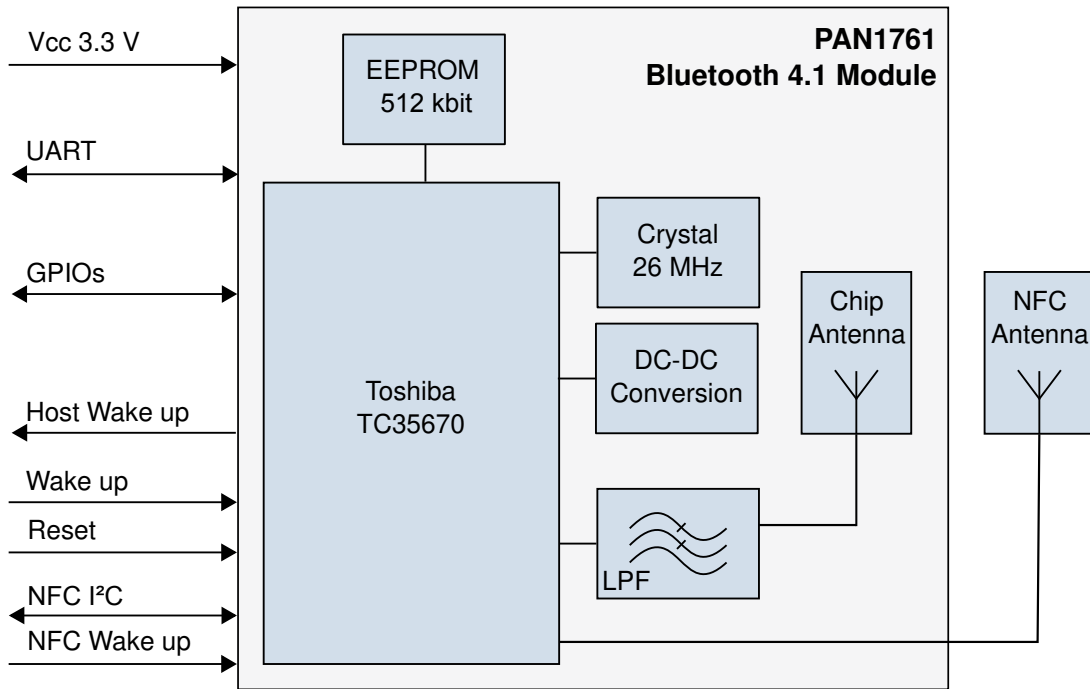 Vcc 3.3 V
UART
GPIOs
Host Wake up
Wake up
Reset
NFC I²C
NFC Wake up
PAN1761
Bluetooth 4.1 Module
EEPROM
512 kbit
Toshiba
TC35670
Crystal
26 MHz
DC-DC
Conversion
LPF
Chip
Antenna
NFC
Antenna